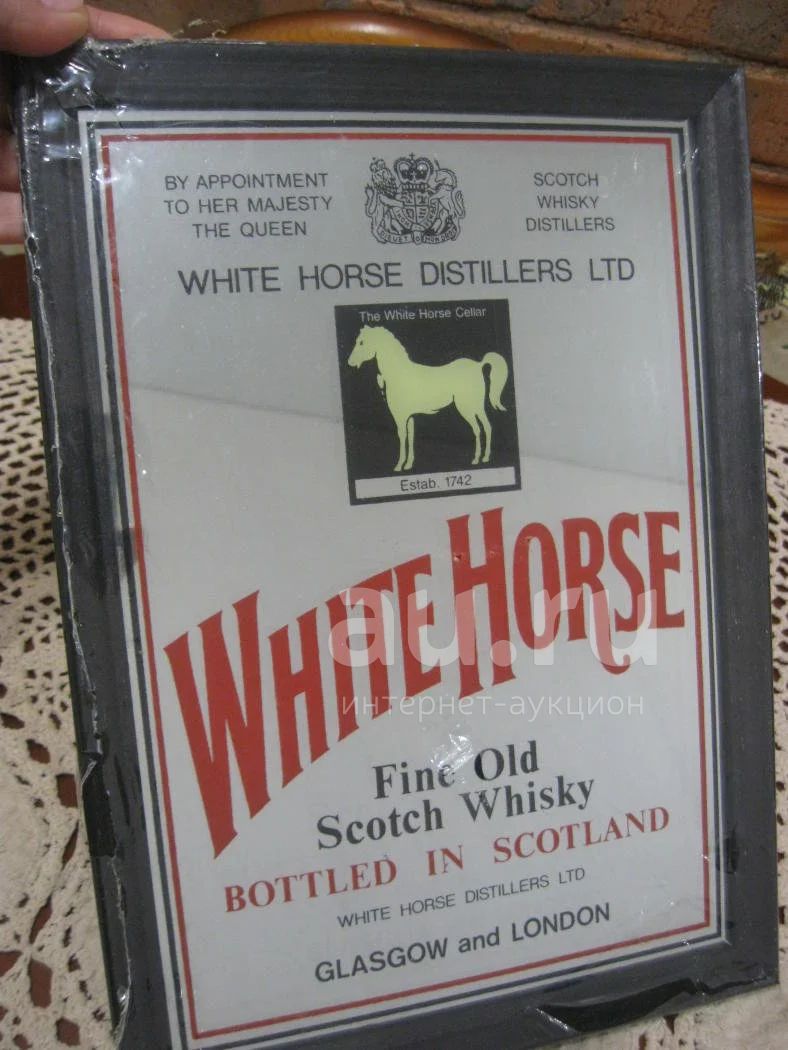 BY APPOINTMENT
TO HER MAJESTY
THE QUEEN
SCOTCH
WHISKY
DISTILLERS
WHITE HORSE DISTILLERS LTD
The White Horse Cellar
Estab. 1742
WHITE HORSE
au.ru
интернет-аукцион
Fine Old
Scotch Whisky
BOTTLED IN SCOTLAND
WHITE HORSE DISTILLERS LTD
GLASGOW and LONDON